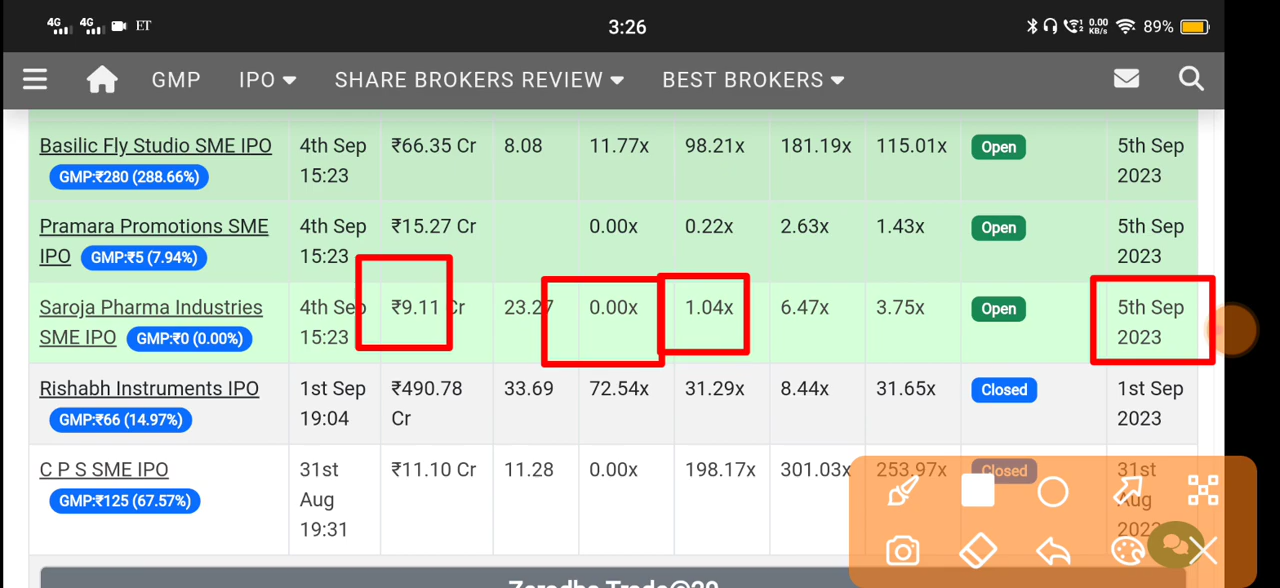 4G 4G ET 3:26 0.00 KB/s 89%
GMP IPO SHARE BROKERS REVIEW BEST BROKERS
Basilic Fly Studio SME IPO 4th Sep ₹66.35 Cr 8.08 11.77x 98.21x 181.19x 115.01x Open 5th Sep
GMP:₹280 (288.66%) 15:23 2023
Pramara Promotions SME 4th Sep ₹15.27 Cr 0.00x 0.22x 2.63x 1.43x Open 5th Sep
IPO GMP:₹5 (7.94%) 15:23 2023
Saroja Pharma Industries 4th Sep ₹9.11 Cr 23.27 0.00x 1.04x 6.47x 3.75x Open 5th Sep
SME IPO GMP:₹0 (0.00%) 15:23 2023
Rishabh Instruments IPO 1st Sep ₹490.78 33.69 72.54x 31.29x 8.44x 31.65x Closed 1st Sep
GMP:₹66 (14.97%) 19:04 Cr 2023
C P S SME IPO 31st ₹11.10 Cr 11.28 0.00x 198.17x 301.03x 253.97x Closed 31st
GMP:₹125 (67.57%) Aug Aug
19:31 2023